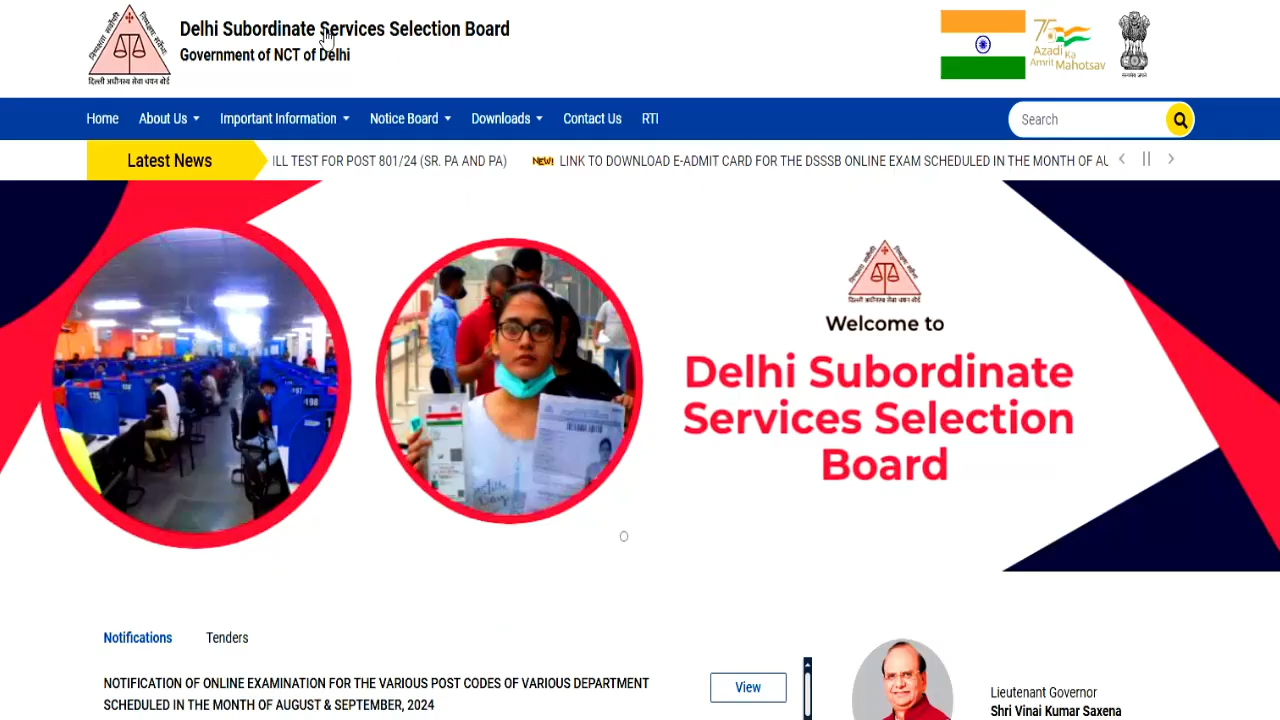 Delhi Subordinate Services Selection Board
Government of NCT of Delhi
दिल्ली अधीनस्थ सेवा चयन बोर्ड
75
Azadi Ka
Amrit Mahotsav
Home
About Us
Important Information
Notice Board
Downloads
Contact Us
RTI
Search
Latest News
ILL TEST FOR POST 801/24 (SR. PA AND PA)
NEW! LINK TO DOWNLOAD E-ADMIT CARD FOR THE DSSSB ONLINE EXAM SCHEDULED IN THE MONTH OF AU
Welcome to
Delhi Subordinate
Services Selection
Board
Notifications
Tenders
NOTIFICATION OF ONLINE EXAMINATION FOR THE VARIOUS POST CODES OF VARIOUS DEPARTMENT
SCHEDULED IN THE MONTH OF AUGUST & SEPTEMBER, 2024
View
Lieutenant Governor
Shri Vinai Kumar Saxena